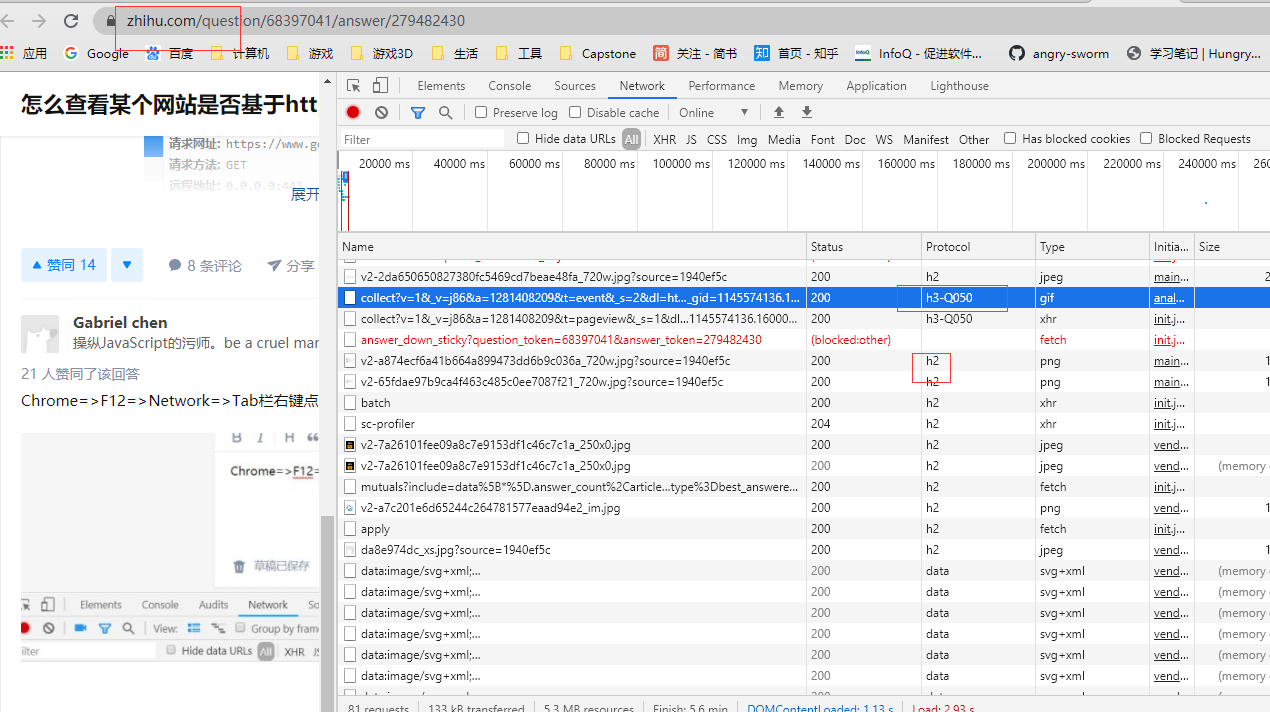 zhihu.com/question/68397041/answer/279482430
应用 Google 百度 计算机 游戏 游戏3D 生活 工具 Capstone 关注 - 简书 首页 - 知乎 InfoQ - 促进软件... angry-sworm 学习笔记 | Hungry...
Elements Console Sources Network Performance Memory Application Lighthouse
Preserve log Disable cache Online
Filter Hide data URLs All XHR JS CSS Img Media Font Doc WS Manifest Other Has blocked cookies Blocked Requests
20000 ms 40000 ms 60000 ms 80000 ms 100000 ms 120000 ms 140000 ms 160000 ms 180000 ms 200000 ms 220000 ms 240000 ms 260
Name Status Protocol Type Initia... Size
v2-2da650650827380fc5469cd7beae48fa_720w.jpg?source=1940ef5c 200 h2 jpeg main... 2
collect?v=1&_v=j86&a=1281408209&t=event&_s=2&dl=ht..._gid=1145574136.1... 200 h3-Q050 gif anal...
collect?v=1&_v=j86&a=1281408209&t=pageview&_s=1&dl...1145574136.16000... 200 h3-Q050 xhr init.j...
answer_down_sticky?question_token=68397041&answer_token=279482430 (blocked:other) fetch init.j...
v2-a874ecf6a41b664a899473dd6b9c036a_720w.jpg?source=1940ef5c 200 h2 png main... 1
v2-65fdae97b9ca4f463c485c0ee7087f21_720w.jpg?source=1940ef5c 200 h2 png main... 1
batch 200 h2 xhr init.j...
sc-profiler 204 h2 xhr init.j...
v2-7a26101fee09a8c7e9153df1c46c7c1a_250x0.jpg 200 h2 jpeg vend...
v2-7a26101fee09a8c7e9153df1c46c7c1a_250x0.jpg 200 h2 jpeg vend... (memory
mutuals?include=data%5B*%5D.answer_count%2Carticle...type%3Dbest_answere... 200 h2 fetch init.j...
v2-a7c201e6d65244c264781577eaad94e2_im.jpg 200 h2 png vend... 1
apply 200 h2 fetch init.j...
da8e974dc_xs.jpg?source=1940ef5c 200 h2 jpeg vend... 1
data:image/svg+xml;... 200 data svg+xml vend... (memory
data:image/svg+xml;... 200 data svg+xml vend... (memory
data:image/svg+xml;... 200 data svg+xml vend... (memory
data:image/svg+xml;... 200 data svg+xml vend... (memory
data:image/svg+xml;... 200 data svg+xml vend... (memory
data:image/svg+xml;... 200 data svg+xml vend... (memory
81 requests 133 kB transferred 5.3 MB resources Finish: 5.6 min DOMContentLoaded: 1.13 s Load: 2.93 s
怎么查看某个网站是否基于htt
请求网址: https://www.go
请求方法: GET
远程地址: 0.0.0.0:443
展开
赞同 14 8 条评论 分享
Gabriel chen
操纵JavaScript的污师。be a cruel mar
21 人赞同了该回答
Chrome=>F12=>Network=>Tab栏右键点
B I H
Chrome=>F12=
草稿已保存
Elements Console Audits Network So
View: Group by fram
ilter Hide data URLs All XHR JS